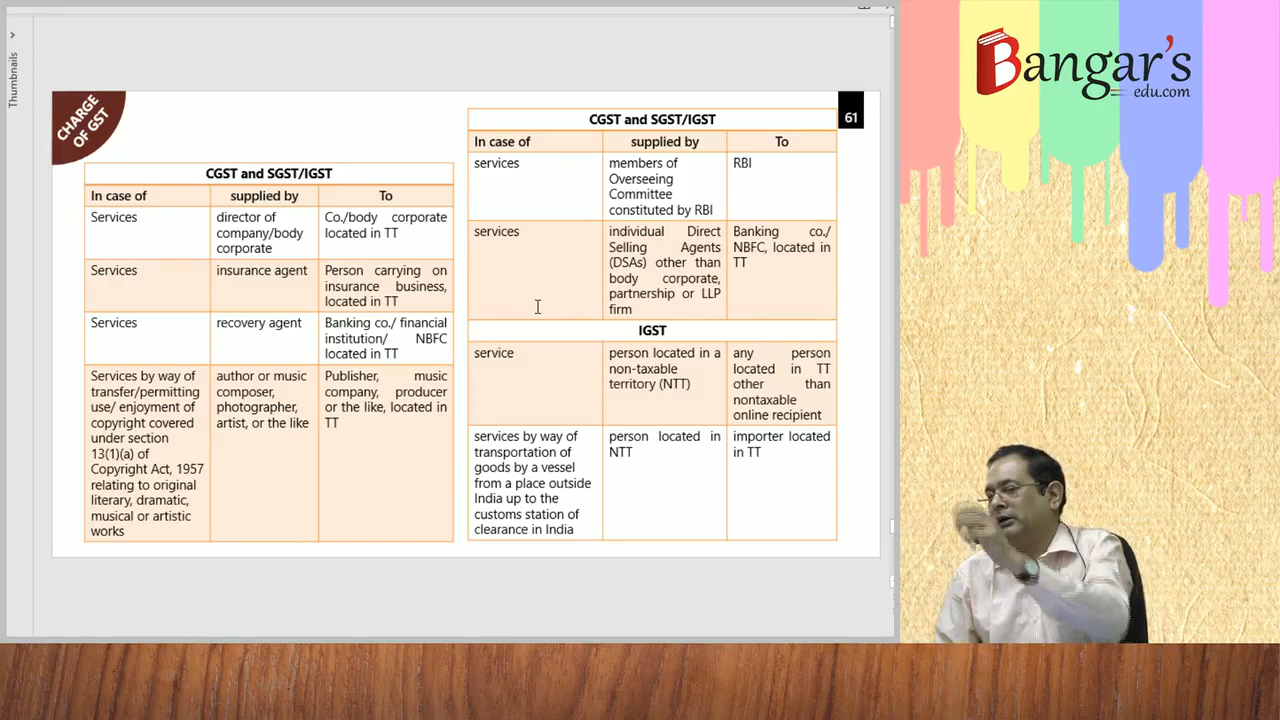 Thumbnails
CHARGE
OF GST
CGST and SGST/IGST
In case of supplied by To
Services director of Co./body corporate
company/body located in TT
corporate
Services insurance agent Person carrying on
insurance business,
located in TT
Services recovery agent Banking co./ financial
institution/ NBFC
located in TT
Services by way of author or music Publisher, music
transfer/permitting composer, company, producer
use/ enjoyment of photographer, or the like, located in
copyright covered artist, or the like TT
under section
13(1)(a) of
Copyright Act, 1957
relating to original
literary, dramatic,
musical or artistic
works
61
CGST and SGST/IGST
In case of supplied by To
services members of RBI
Overseeing
Committee
constituted by RBI
services individual Direct Banking co./
Selling Agents NBFC, located in
(DSAs) other than TT
body corporate,
partnership or LLP
firm
IGST
service person located in a any person
non-taxable located in TT
territory (NTT) other than
nontaxable
online recipient
services by way of person located in importer located
transportation of NTT in TT
goods by a vessel
from a place outside
India up to the
customs station of
clearance in India
Bangar's
edu.com